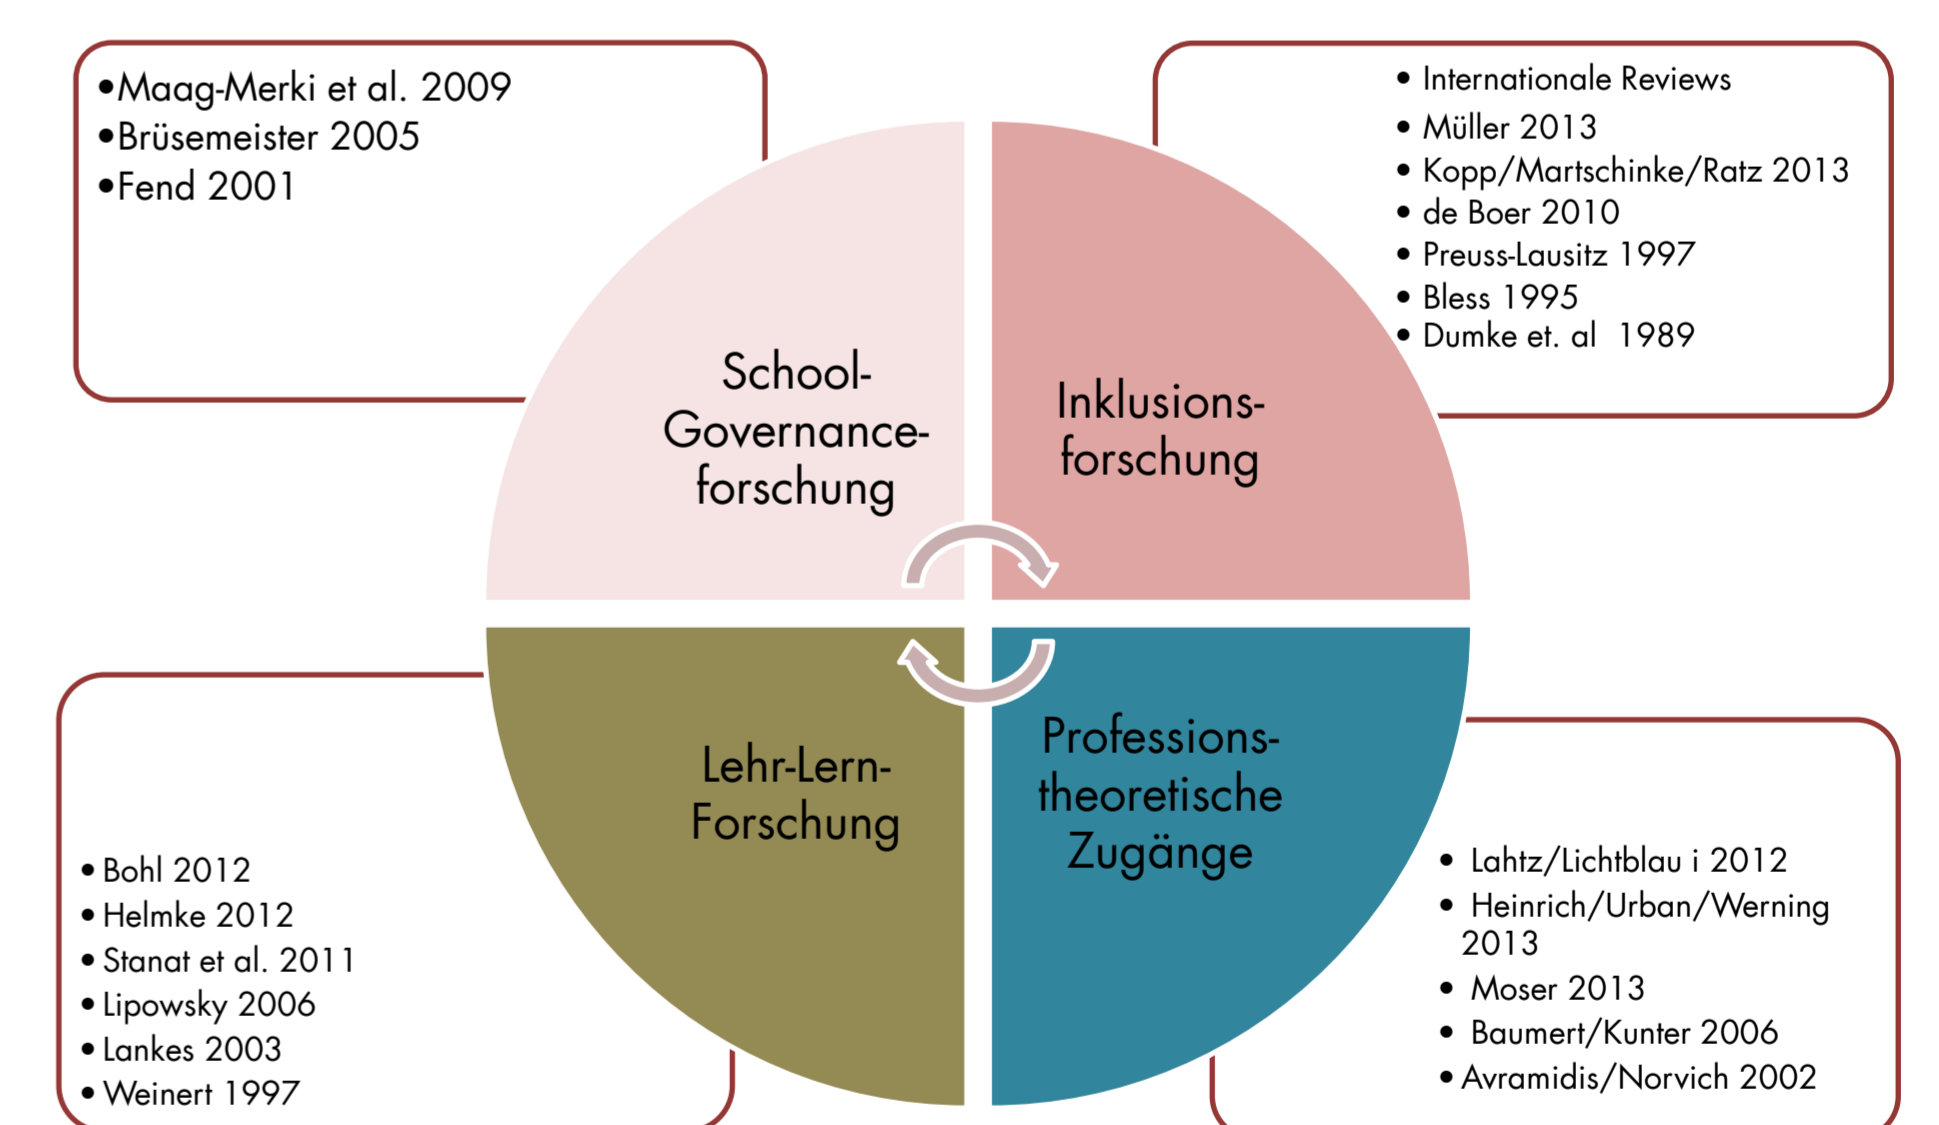 •Maag-Merki et al. 2009
•Brüsemeister 2005
•Fend 2001
• Internationale Reviews
• Müller 2013
• Kopp/Martschinke/Ratz 2013
• de Boer 2010
• Preuss-Lausitz 1997
• Bless 1995
• Dumke et. al  1989
School-
Governance-
forschung
Inklusions-
forschung
Lehr-Lern-
Forschung
Professions-
theoretische
Zugänge
• Bohl 2012
• Helmke 2012
• Stanat et al. 2011
• Lipowsky 2006
• Lankes 2003
• Weinert 1997
• Lahtz/Lichtblau i 2012
• Heinrich/Urban/Werning
2013
• Moser 2013
• Baumert/Kunter 2006
• Avramidis/Norvich 2002